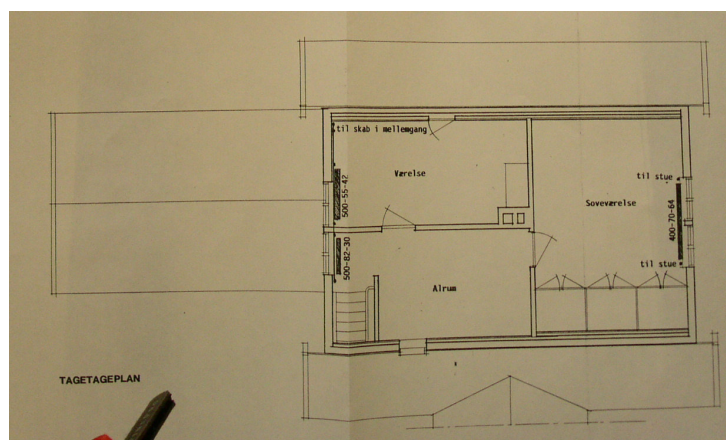 til skab i mellemgang
Værelse
500-55-42
500-82-30
Alrum
til stue
Soveværelse
400-70-64
til stue
TAGETAGEPLAN